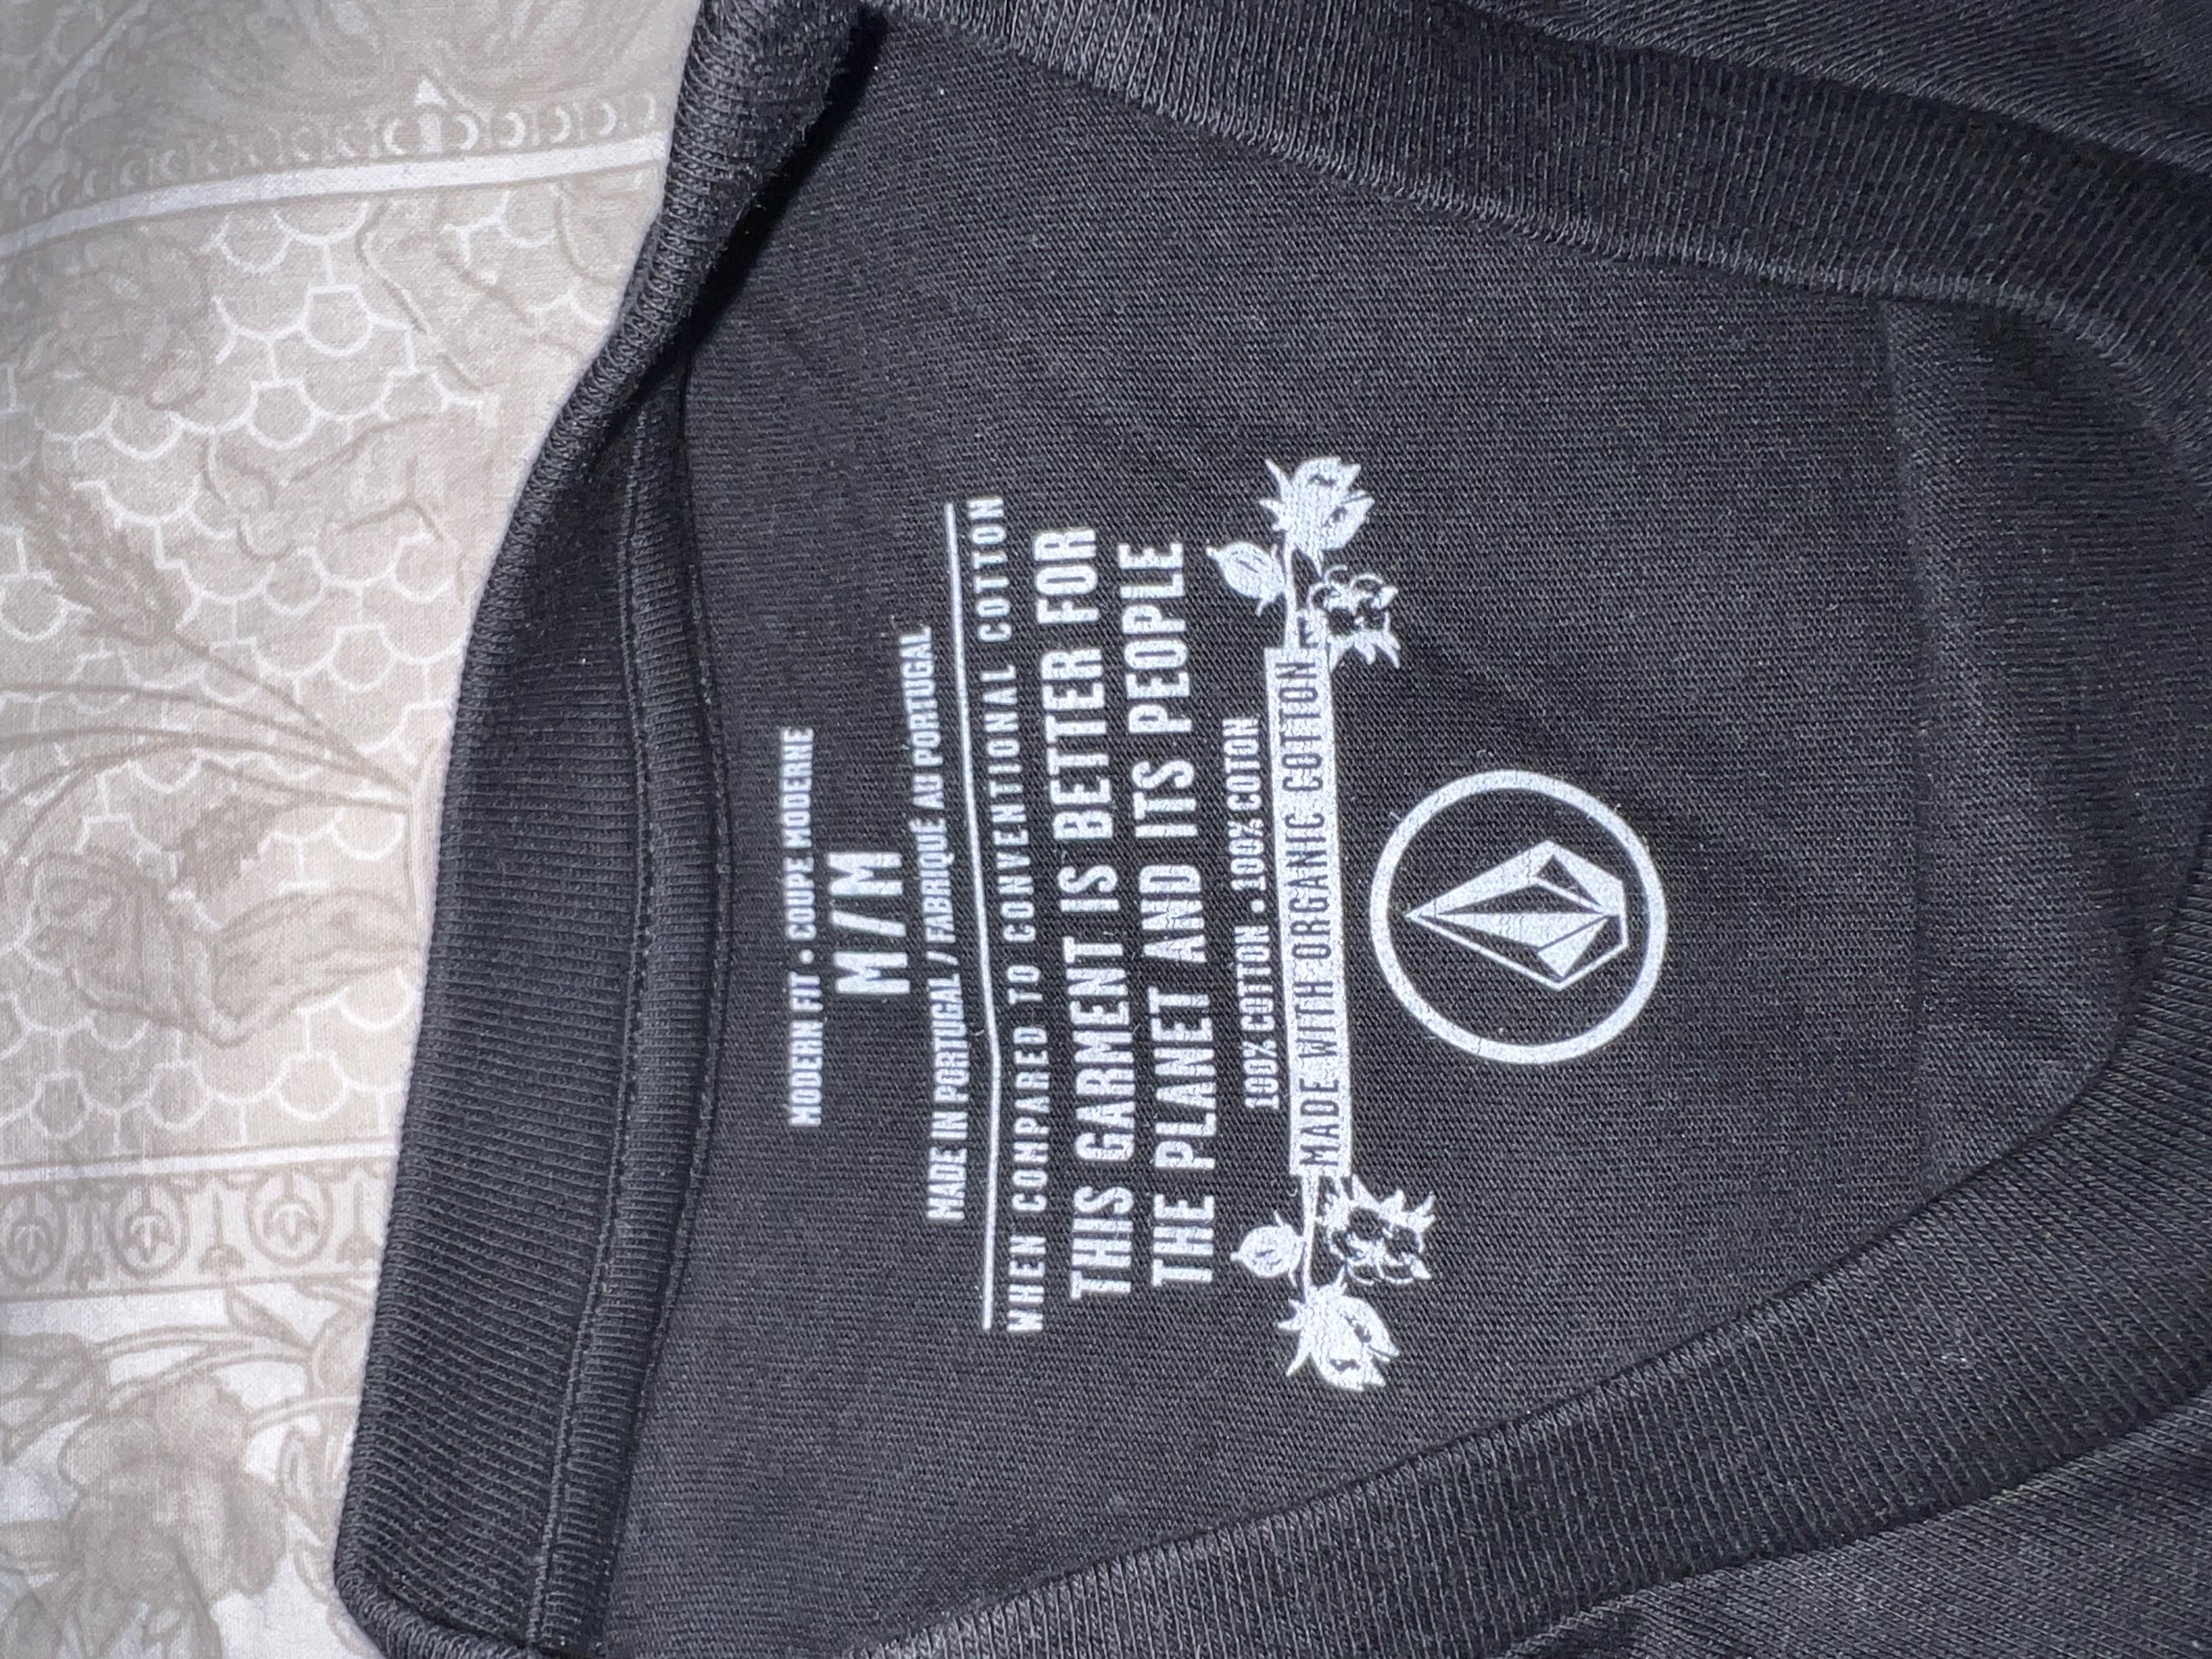 MODERN FIT • COUPE MODERNE
M/M
MADE IN PORTUGAL / FABRIQUÉ AU PORTUGAL
WHEN COMPARED TO CONVENTIONAL COTTON
THIS GARMENT IS BETTER FOR
THE PLANET AND ITS PEOPLE
100% COTTON • 100% COTON
MADE WITH ORGANIC COTTON